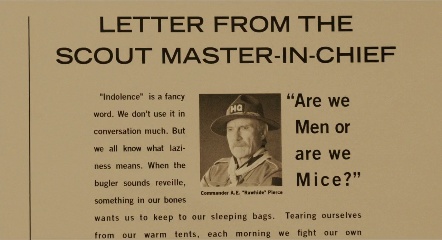 LETTER FROM THE
SCOUT MASTER-IN-CHIEF
"Indolence" is a fancy
word. We don't use it in
conversation much. But
we all know what lazi-
ness means. When the
bugler sounds reveille,
something in our bones
wants us to keep to our sleeping bags. Tearing ourselves
from our warm tents, each morning we fight our own
HQ
Commander A.E. "Rawhide" Pierce
"Are we
Men or
are we
Mice?"